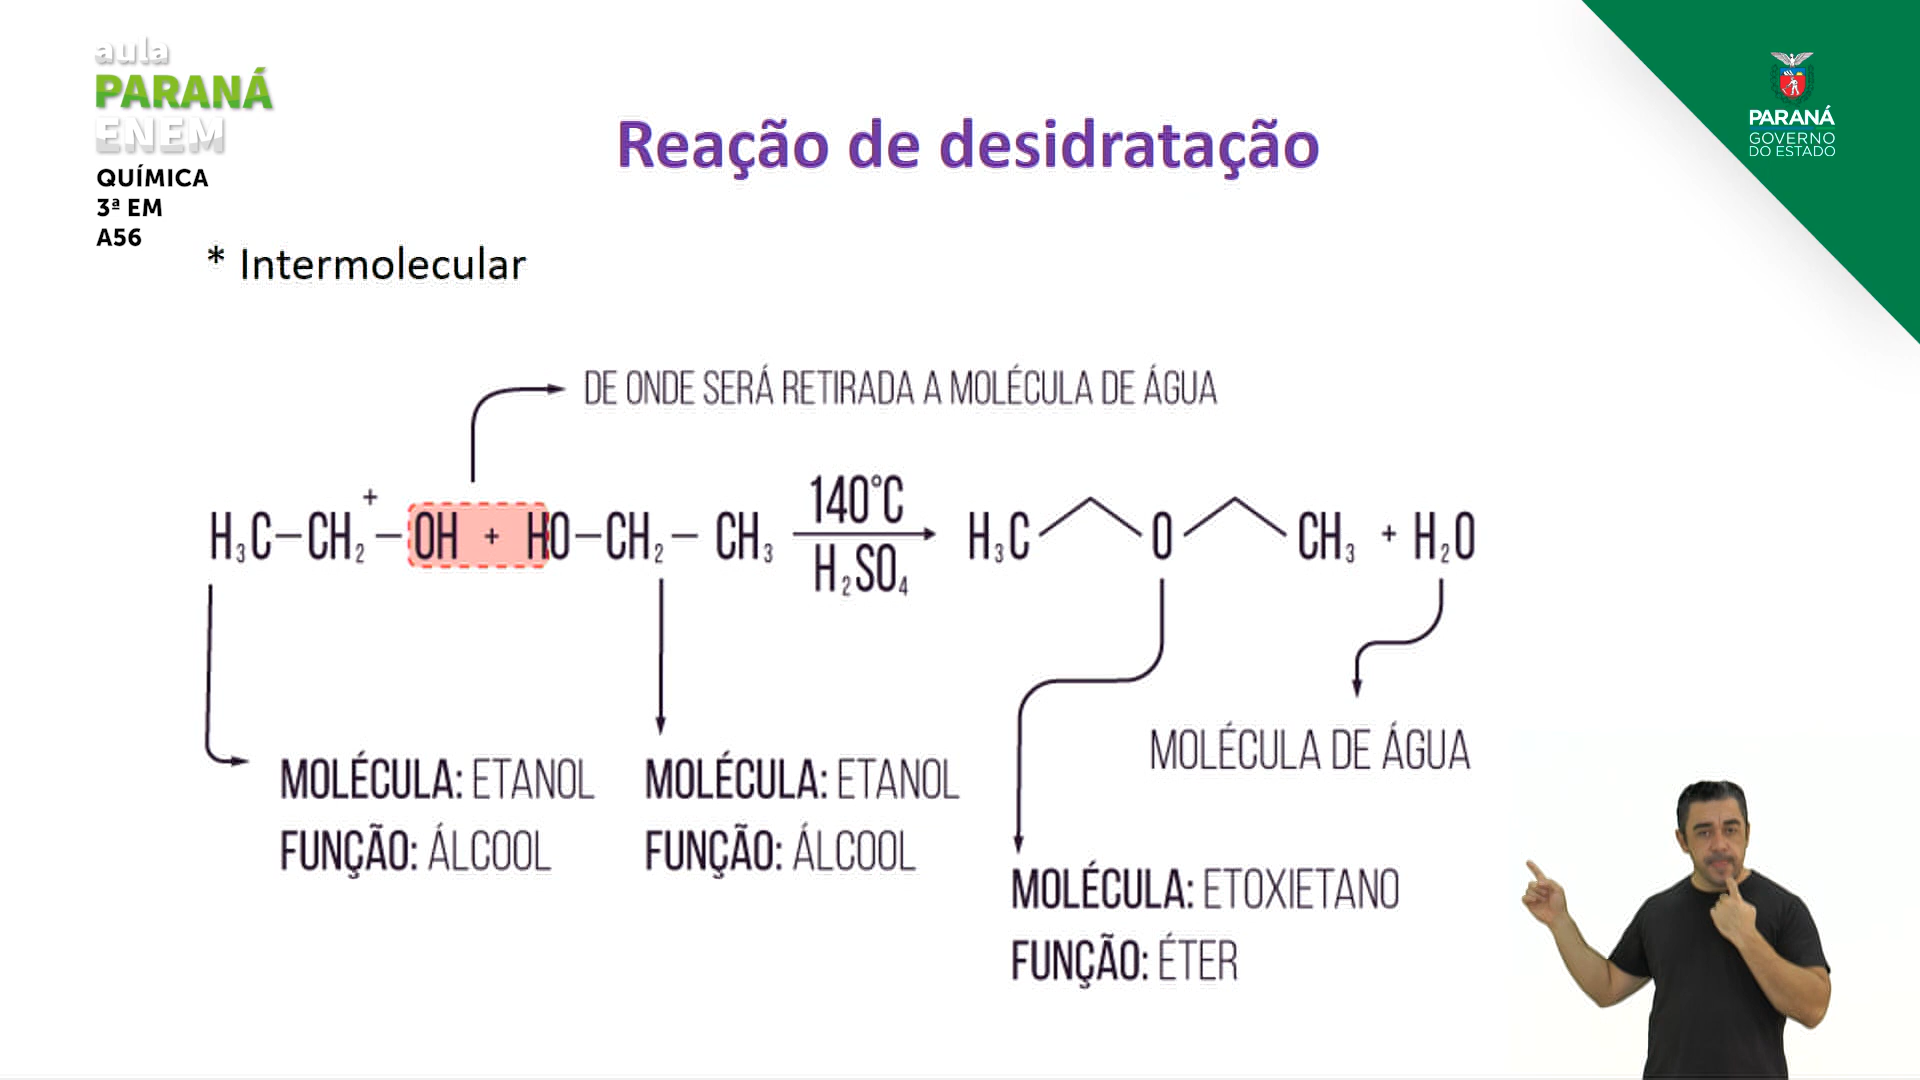 aula
PARANÁ
ENEM
QUÍMICA
3ª EM
A56
PARANÁ
GOVERNO
DO ESTADO
Reação de desidratação
* Intermolecular
DE ONDE SERÁ RETIRADA A MOLÉCULA DE ÁGUA
H₃C–CH₂⁺–OH + HO–CH₂– CH₃ 140°C H₂SO₄ H₃C O CH₃ + H₂O
MOLÉCULA DE ÁGUA
MOLÉCULA: ETANOL
FUNÇÃO: ÁLCOOL
MOLÉCULA: ETANOL
FUNÇÃO: ÁLCOOL
MOLÉCULA: ETOXIETANO
FUNÇÃO: ÉTER